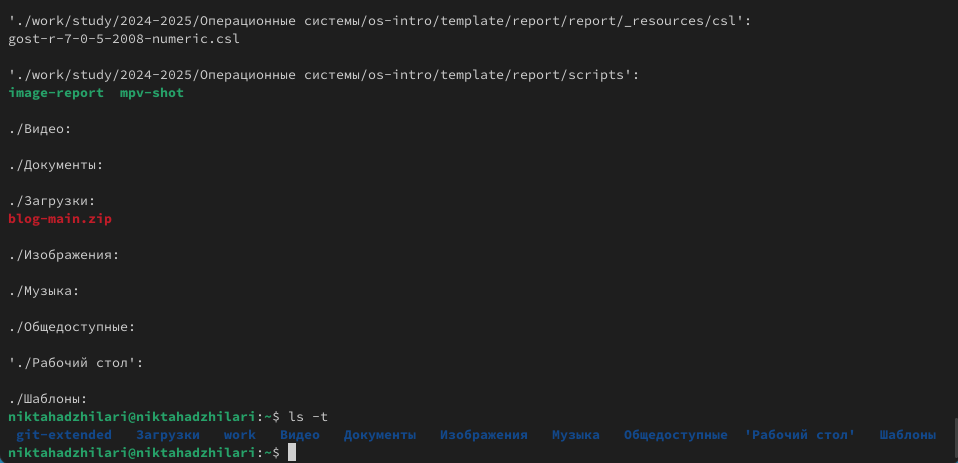 './work/study/2024-2025/Операционные системы/os-intro/template/report/report/_resources/csl':
gost-r-7-0-5-2008-numeric.csl
'./work/study/2024-2025/Операционные системы/os-intro/template/report/scripts':
image-report  mpv-shot
./Видео:
./Документы:
./Загрузки:
blog-main.zip
./Изображения:
./Музыка:
./Общедоступные:
'./Рабочий стол':
./Шаблоны:
niktahadzhilari@niktahadzhilari:~$ ls -t
git-extended   Загрузки   work   Видео   Документы   Изображения   Музыка   Общедоступные  'Рабочий стол'   Шаблоны
niktahadzhilari@niktahadzhilari:~$